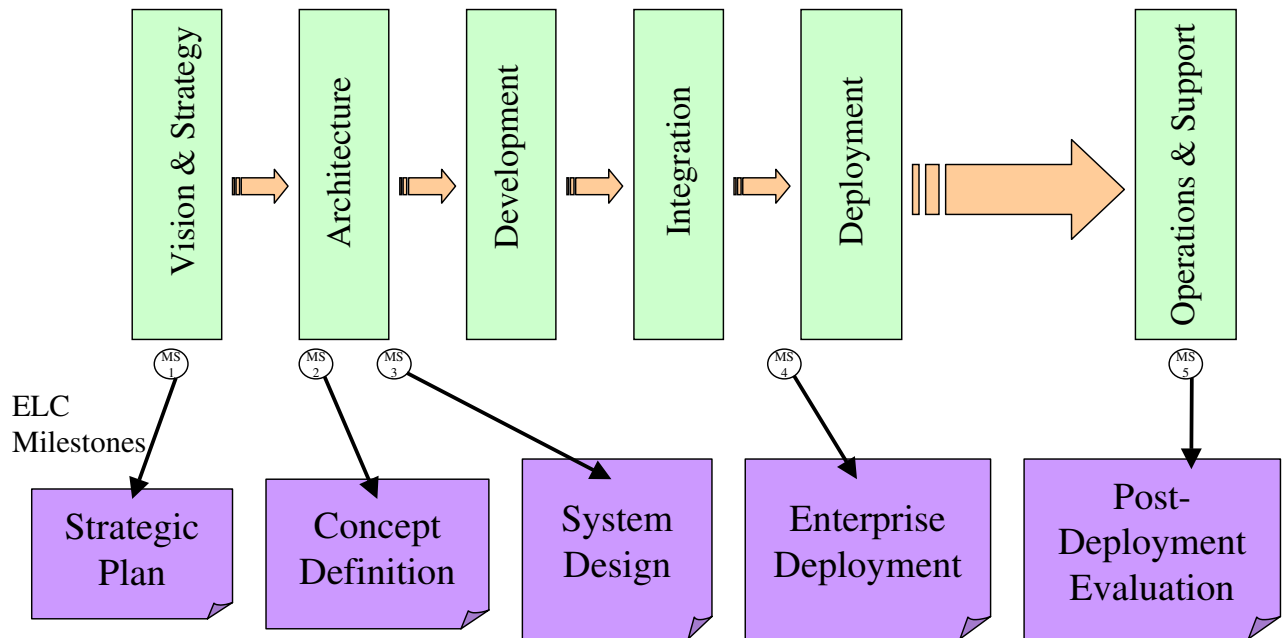 Vision & Strategy
Architecture
Development
Integration
Deployment
Operations & Support
MS
1
MS
2
MS
3
MS
4
MS
5
ELC
Milestones
Strategic
Plan
Concept
Definition
System
Design
Enterprise
Deployment
Post-
Deployment
Evaluation